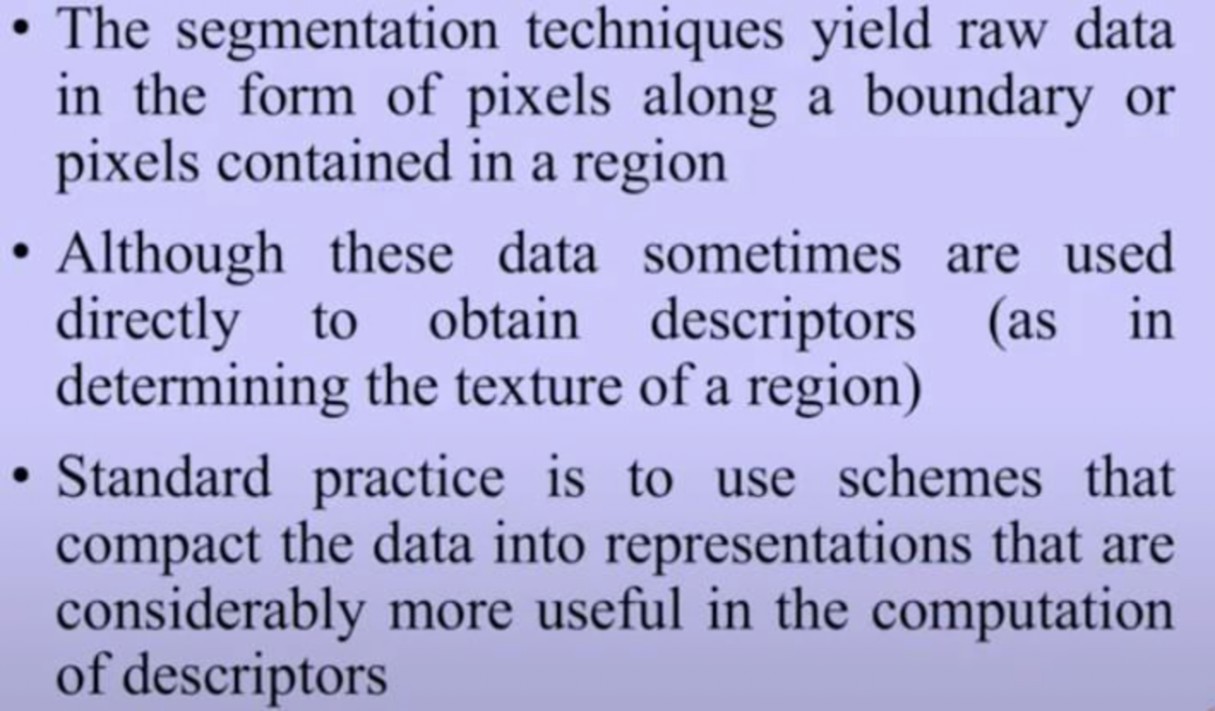 • The segmentation techniques yield raw data
in the form of pixels along a boundary or
pixels contained in a region
• Although these data sometimes are used
directly to obtain descriptors (as in
determining the texture of a region)
• Standard practice is to use schemes that
compact the data into representations that are
considerably more useful in the computation
of descriptors